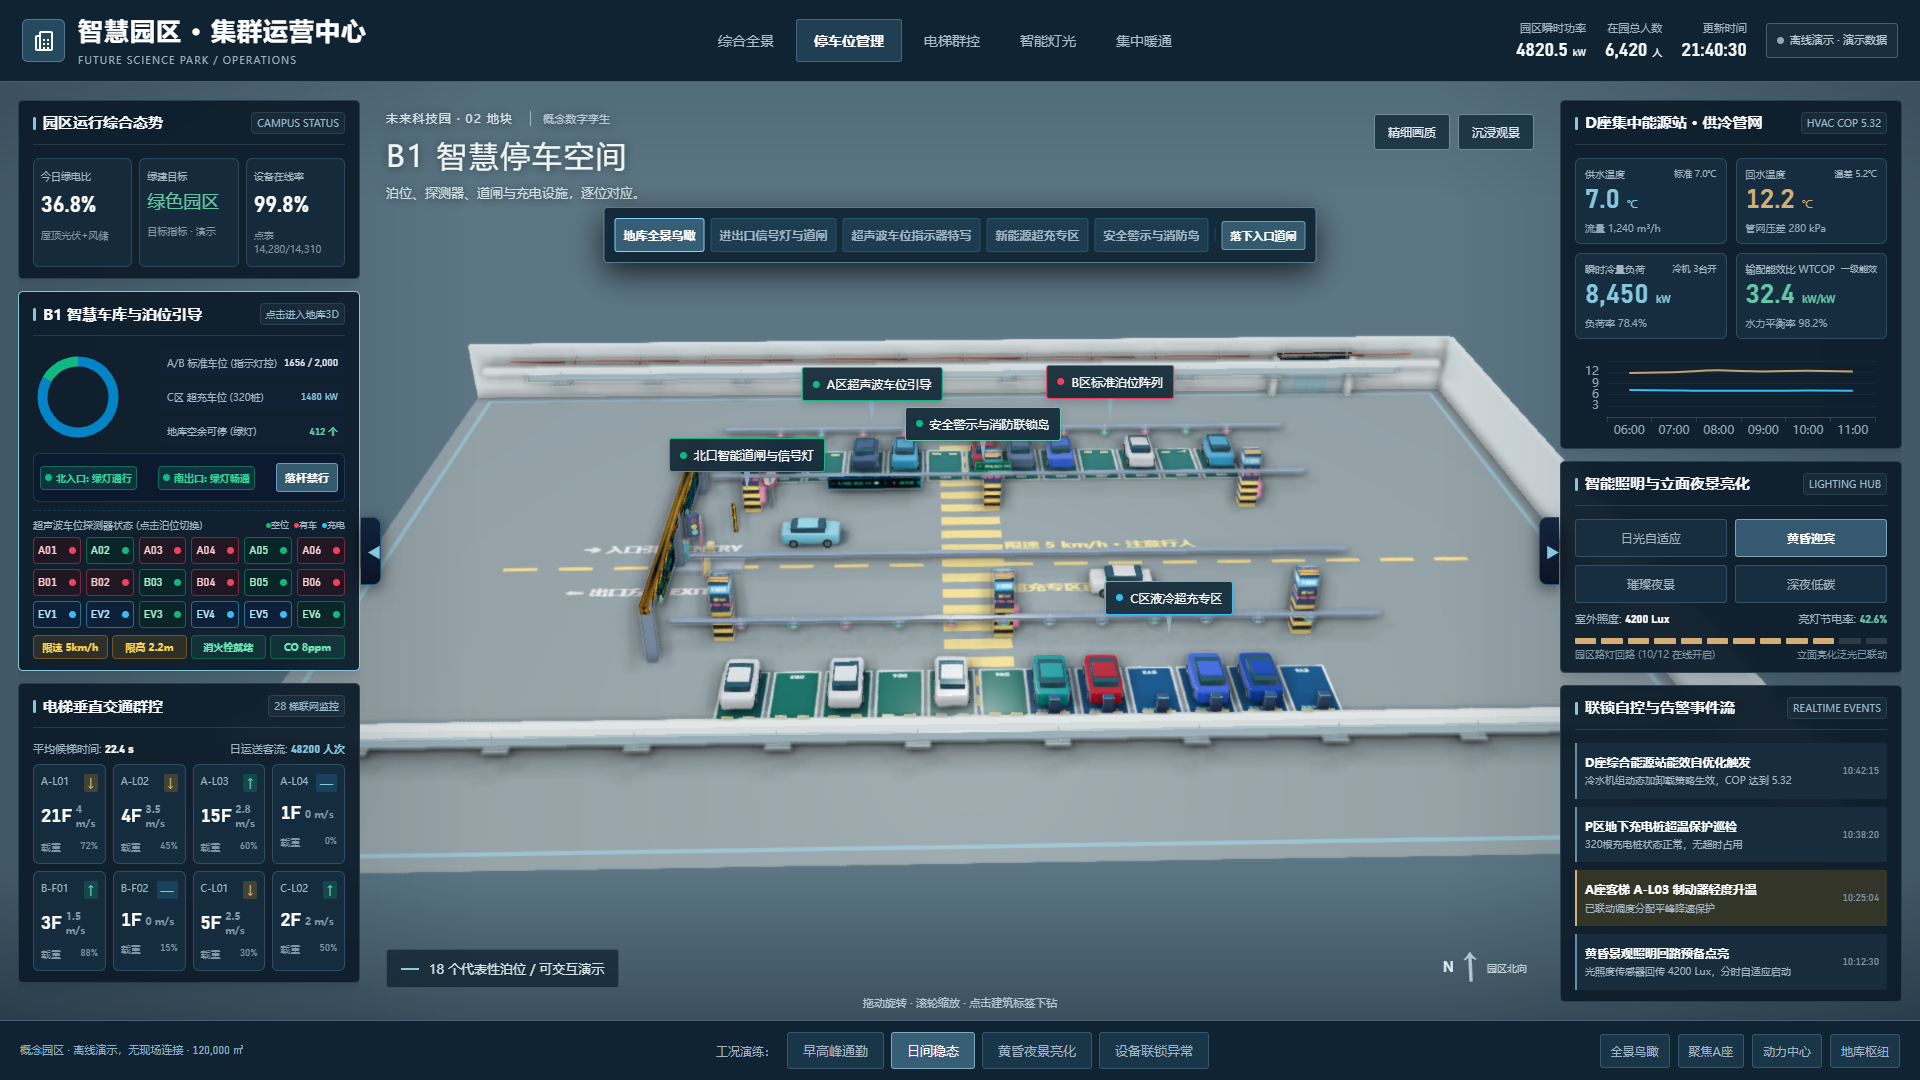 智慧园区 • 集群运营中心
FUTURE SCIENCE PARK / OPERATIONS
综合全景
停车位管理
电梯群控
智能灯光
集中暖通
园区瞬时功率
4820.5 kW
在园总人数
6,420 人
更新时间
21:40:30
离线演示 · 演示数据
园区运行综合态势
CAMPUS STATUS
今日绿电比
36.8%
屋顶光伏+风储
绿建目标
绿色园区
目标指标 · 演示
设备在线率
99.8%
点表
14,280/14,310
B1 智慧车库与泊位引导
点击进入地库3D
A/B 标准车位 (指示灯控) 1656 / 2,000
C区 超充车位 (320桩) 1480 kW
地库空余可停 (绿灯) 412 个
北入口: 绿灯通行
南出口: 绿灯畅通
落杆禁行
超声波车位探测器状态 (点击泊位切换)
空位 有车 充电
A01 A02 A03 A04 A05 A06
B01 B02 B03 B04 B05 B06
EV1 EV2 EV3 EV4 EV5 EV6
限速 5km/h
限高 2.2m
消火栓就绪
CO 8ppm
电梯垂直交通群控
28 梯联网监控
平均候梯时间: 22.4 s
日运送客流: 48200 人次
A-L01 ↓
21F 4 m/s
载重 72%
A-L02 ↓
4F 3.5 m/s
载重 45%
A-L03 ↑
15F 2.8 m/s
载重 60%
A-L04 —
1F 0 m/s
载重 0%
B-F01 ↑
3F 1.5 m/s
载重 88%
B-F02 —
1F 0 m/s
载重 15%
C-L01 ↓
5F 2.5 m/s
载重 30%
C-L02 ↑
2F 2 m/s
载重 50%
未来科技园 · 02 地块
概念数字孪生
B1 智慧停车空间
泊位、探测器、道闸与充电设施，逐位对应。
精细画质
沉浸观景
地库全景鸟瞰
进出口信号灯与道闸
超声波车位指示器特写
新能源超充专区
安全警示与消防岛
落下入口道闸
A区超声波车位引导
B区标准泊位阵列
安全警示与消防联锁岛
北口智能道闸与信号灯
C区液冷超充专区
限速 5 km/h · 注意行人
18 个代表性泊位 / 可交互演示
N
园区北向
拖动旋转 · 滚轮缩放 · 点击建筑标签下钻
D座集中能源站 • 供冷管网
HVAC COP 5.32
供水温度 标准 7.0℃
7.0 ℃
流量 1,240 m³/h
回水温度 温差 5.2℃
12.2 ℃
管网压差 280 kPa
瞬时冷量负荷 冷机 3台开
8,450 kW
负荷率 78.4%
输配能效比 WTCOP 一级能效
32.4 kW/kW
水力平衡率 98.2%
12
9
6
3
06:00 07:00 08:00 09:00 10:00 11:00
智能照明与立面夜景亮化
LIGHTING HUB
日光自适应
黄昏迎宾
璀璨夜景
深夜低碳
室外照度: 4200 Lux
亮灯节电率: 42.6%
园区路灯回路 (10/12 在线开启)
立面亮化泛光已联动
联锁自控与告警事件流
REALTIME EVENTS
D座综合能源站能效自优化触发
冷水机组动态加卸载策略生效，COP 达到 5.32
10:42:15
P区地下充电桩超温保护巡检
320根充电桩状态正常，无超时占用
10:38:20
A座客梯 A-L03 制动器轻度升温
已联动调度分配平峰降速保护
10:25:04
黄昏景观照明回路预备点亮
光照度传感器回传 4200 Lux，分时自适应启动
10:12:30
概念园区 · 离线演示，无现场连接 · 120,000 ㎡
工况演练:
早高峰通勤
日间稳态
黄昏夜景亮化
设备联锁异常
全景鸟瞰
聚焦A座
动力中心
地库枢纽